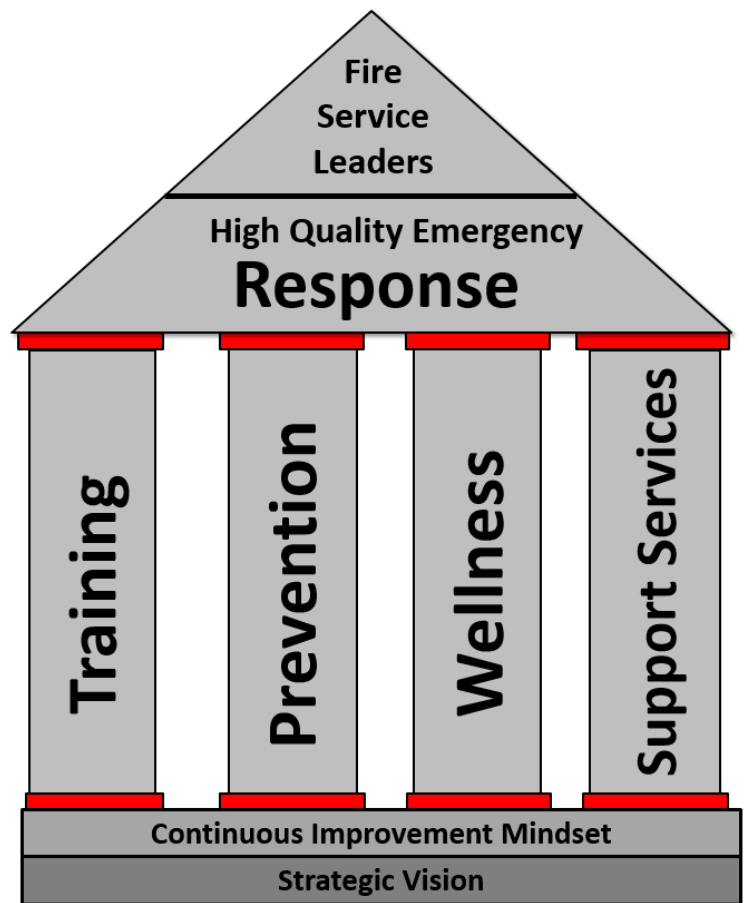 Fire
Service
Leaders
High Quality Emergency
Response
Training
Prevention
Wellness
Support Services
Continuous Improvement Mindset
Strategic Vision